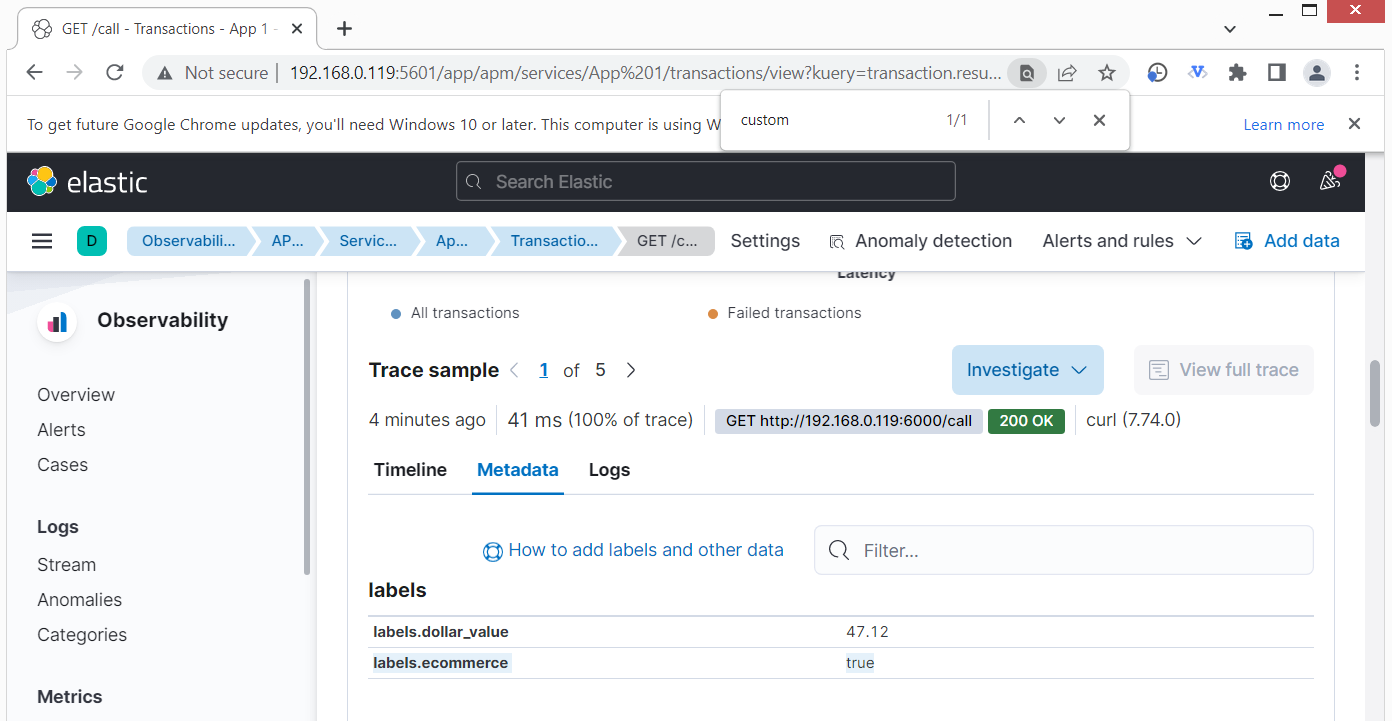 GET /call - Transactions - App 1 -
Not secure
192.168.0.119:5601/app/apm/services/App%201/transactions/view?kuery=transaction.resu...
To get future Google Chrome updates, you'll need Windows 10 or later. This computer is using W
custom 1/1
Learn more
elastic
Search Elastic
D
Observabili... AP... Servic... Ap... Transactio... GET /c... Settings Anomaly detection Alerts and rules Add data
Observability
Overview
Alerts
Cases
Logs
Stream
Anomalies
Categories
Metrics
Latency
All transactions Failed transactions
Trace sample 1 of 5 Investigate View full trace
4 minutes ago 41 ms (100% of trace) GET http://192.168.0.119:6000/call 200 OK curl (7.74.0)
Timeline Metadata Logs
How to add labels and other data Filter...
labels
labels.dollar_value 47.12
labels.ecommerce true